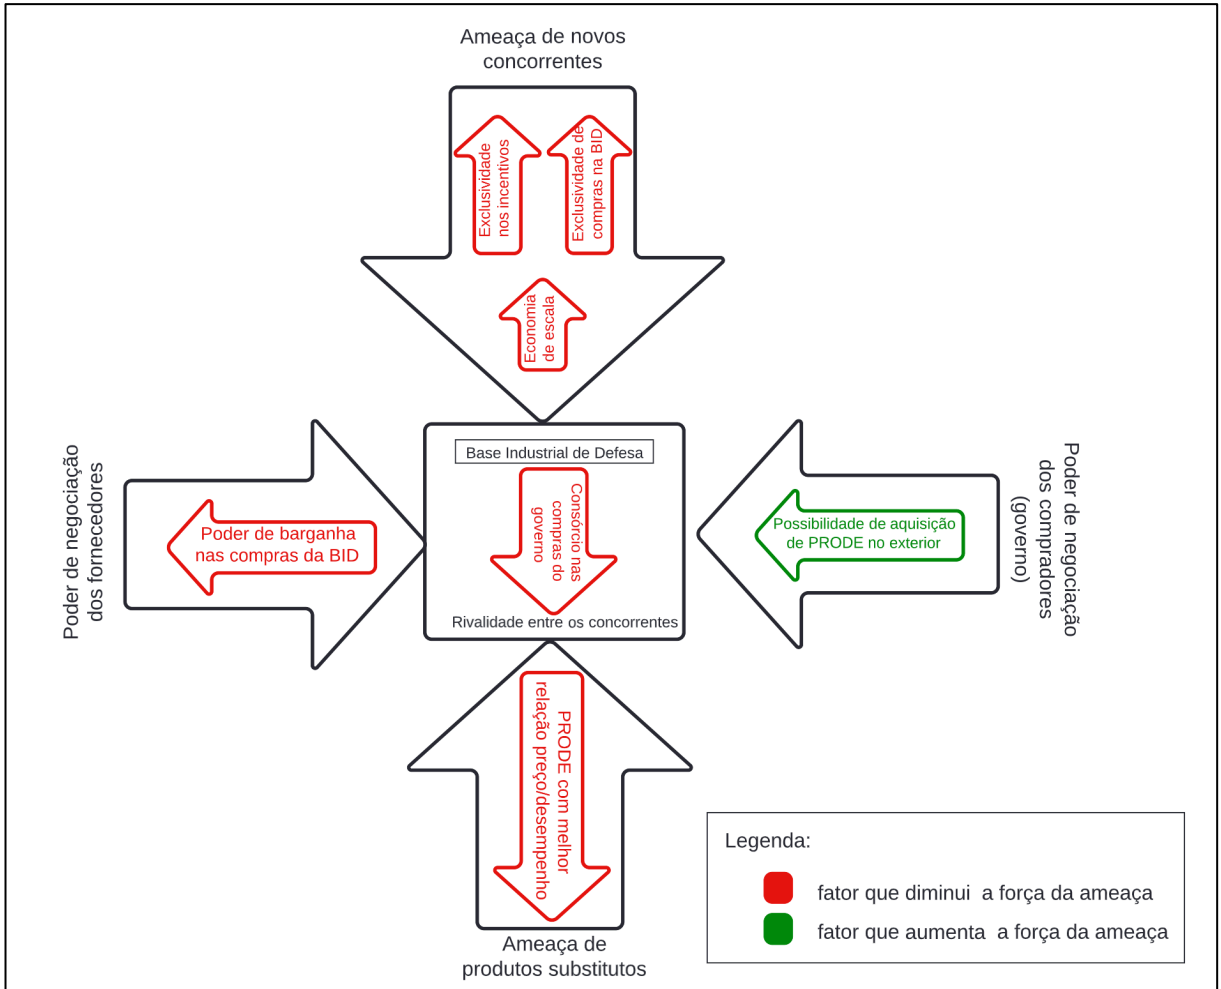 Ameaça de novos
concorrentes
Exclusividade
nos incentivos
Exclusividade de
compras na BID
Economia
de escala
Poder de negociação
dos fornecedores
Poder de barganha
nas compras da BID
Base Industrial de Defesa
Consórcio nas
compras do
governo
Rivalidade entre os concorrentes
Possibilidade de aquisição
de PRODE no exterior
Poder de negociação
dos compradores
(governo)
PRODE com melhor
relação preço/desempenho
Ameaça de
produtos substitutos
Legenda:
fator que diminui a força da ameaça
fator que aumenta a força da ameaça